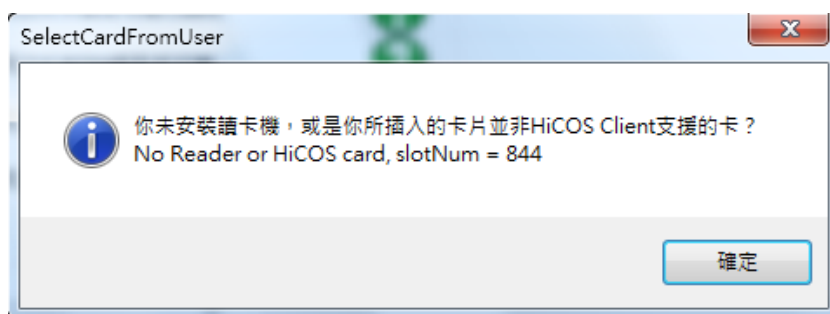 SelectCardFromUser
你未安裝讀卡機，或是你所插入的卡片並非HiCOS Client支援的卡？
No Reader or HiCOS card, slotNum = 844
確定